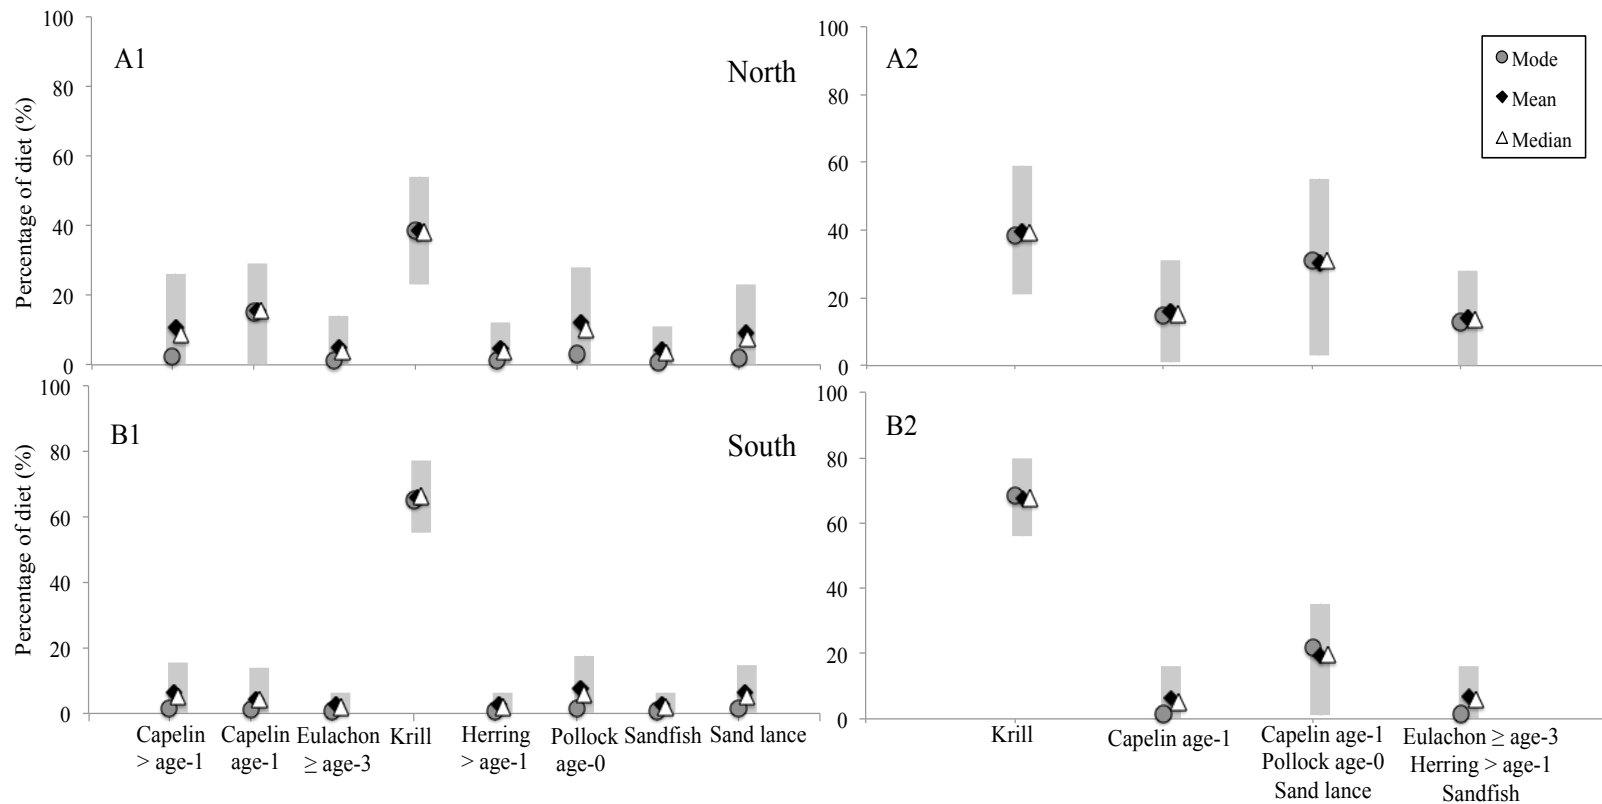 100
80
60
40
20
0
Percentage of diet (%)
A1
North
100
80
60
40
20
0
A2
Mode
Mean
Median
100
80
60
40
20
0
Percentage of diet (%)
B1
South
Capelin
> age-1
Capelin
age-1
Eulachon
≥ age-3
Krill
Herring
> age-1
Pollock
age-0
Sandfish
Sand lance
100
80
60
40
20
0
B2
Krill
Capelin age-1
Capelin age-1
Pollock age-0
Sand lance
Eulachon ≥ age-3
Herring > age-1
Sandfish